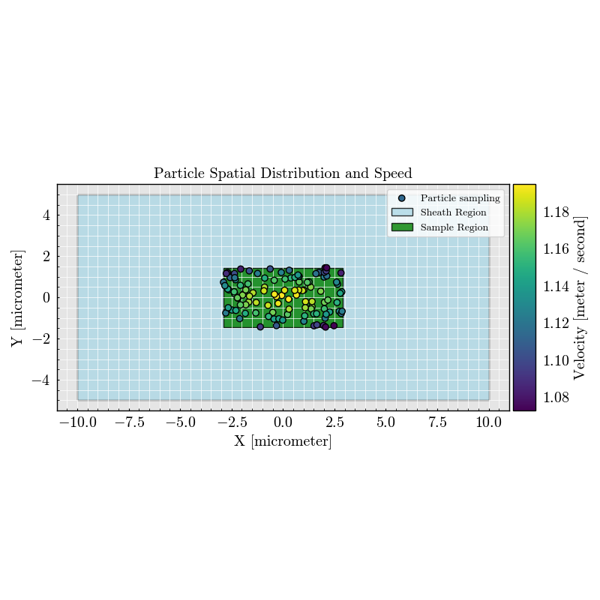 Particle Spatial Distribution and Speed
Particle sampling
Sheath Region
Sample Region
4
2
0
−2
−4
Y [micrometer]
−10.0 −7.5 −5.0 −2.5 0.0 2.5 5.0 7.5 10.0
X [micrometer]
1.18
1.16
1.14
1.12
1.10
1.08
Velocity [meter / second]